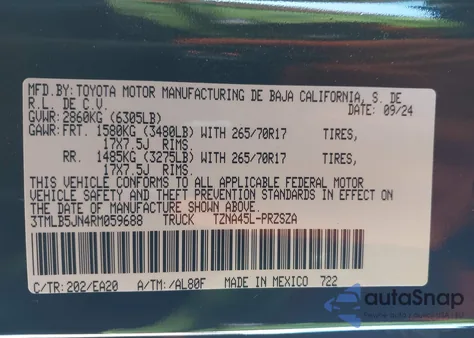 MFD.BY:TOYOTA MOTOR MANUFACTURING DE BAJA CALIFORNIA, S. DE
R.L. DE C.V. DATE: 09/24
GVWR: 2860KG (6305LB)
GAWR: FRT. 1580KG (3480LB) WITH 265/70R17 TIRES,
17X7.5J RIMS.
RR. 1485KG (3275LB) WITH 265/70R17 TIRES,
17X7.5J RIMS.
THIS VEHICLE CONFORMS TO ALL APPLICABLE FEDERAL MOTOR
VEHICLE SAFETY AND THEFT PREVENTION STANDARDS IN EFFECT ON
THE DATE OF MANUFACTURE SHOWN ABOVE.
3TMLB5JN4RM059688 TRUCK TZNA45L-PRZSZA
C/TR: 202/EA20 A/TM: /AL80F MADE IN MEXICO 722
autoSnap